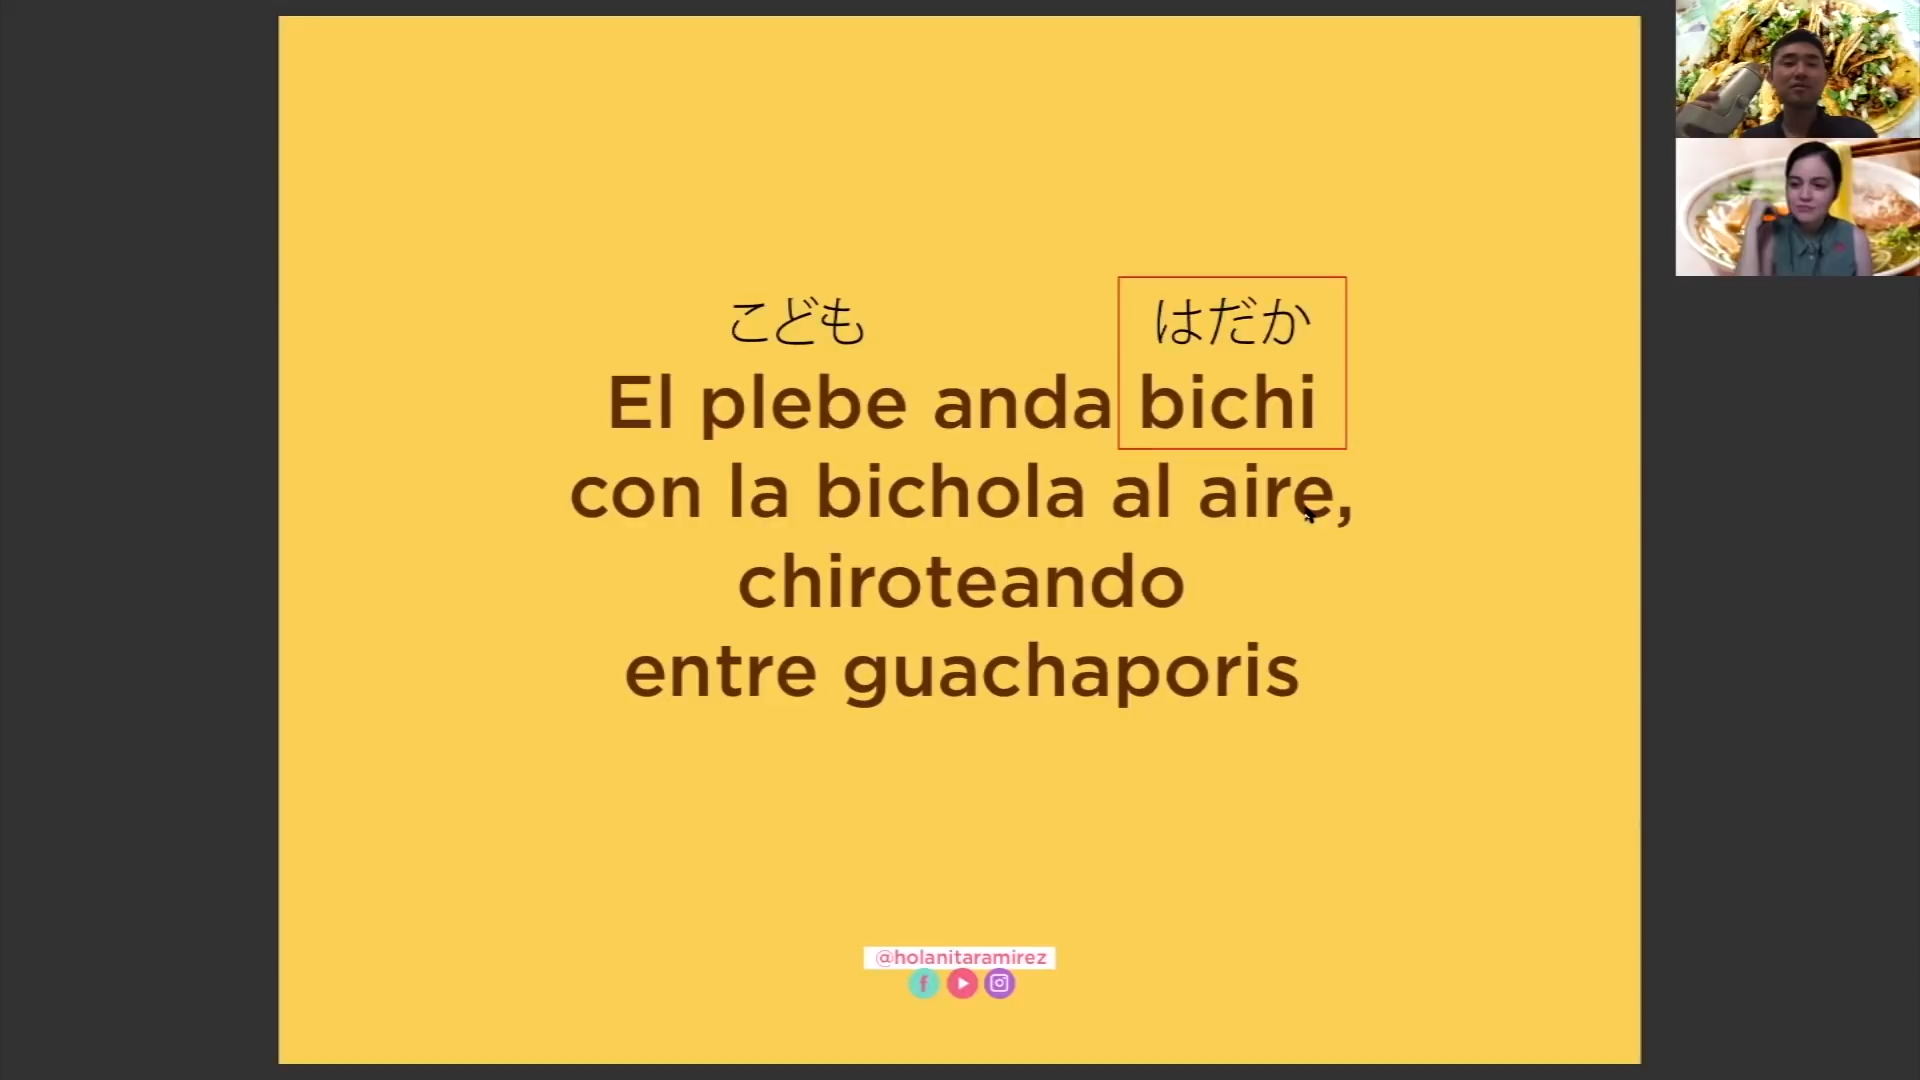 こども はだか
El plebe anda bichi
con la bichola al aire,
chiroteando
entre guachaporis
@holanitaramirez